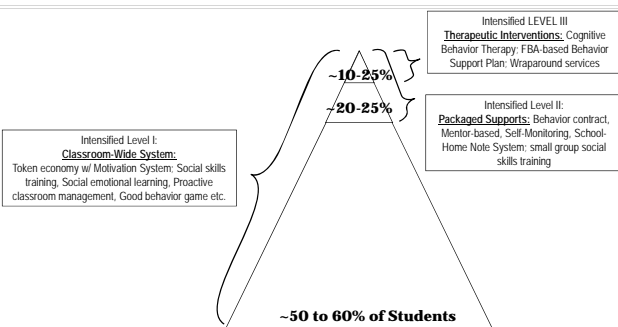 Intensified LEVEL III
Therapeutic Interventions: Cognitive
Behavior Therapy; FBA-based Behavior
Support Plan; Wraparound services
~10-25%
~20-25%
Intensified Level II:
Packaged Supports: Behavior contract,
Mentor-based, Self-Monitoring, School-
Home Note System; small group social
skills training
Intensified Level I:
Classroom-Wide System:
Token economy w/ Motivation System; Social skills
training, Social emotional learning, Proactive
classroom management, Good behavior game etc.
~50 to 60% of Students